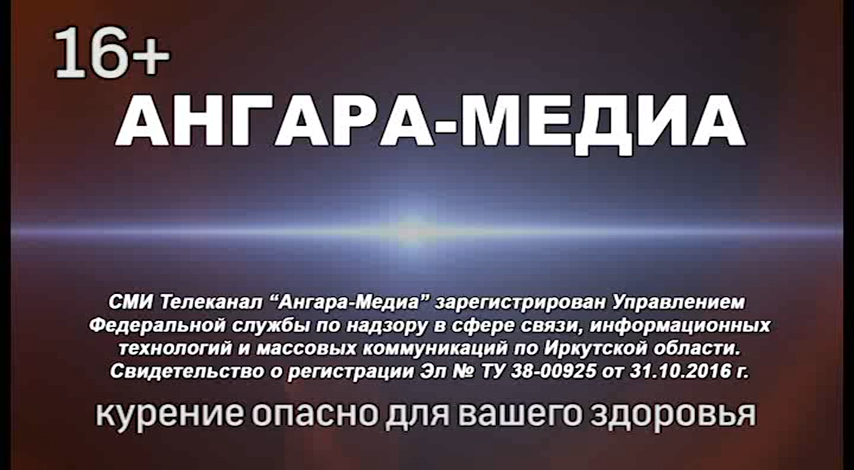 16+
АНГАРА-МЕДИА
СМИ Телеканал “Ангара-Медиа” зарегистрирован Управлением
Федеральной службы по надзору в сфере связи, информационных
технологий и массовых коммуникаций по Иркутской области.
Свидетельство о регистрации Эл № ТУ 38-00925 от 31.10.2016 г.
курение опасно для вашего здоровья